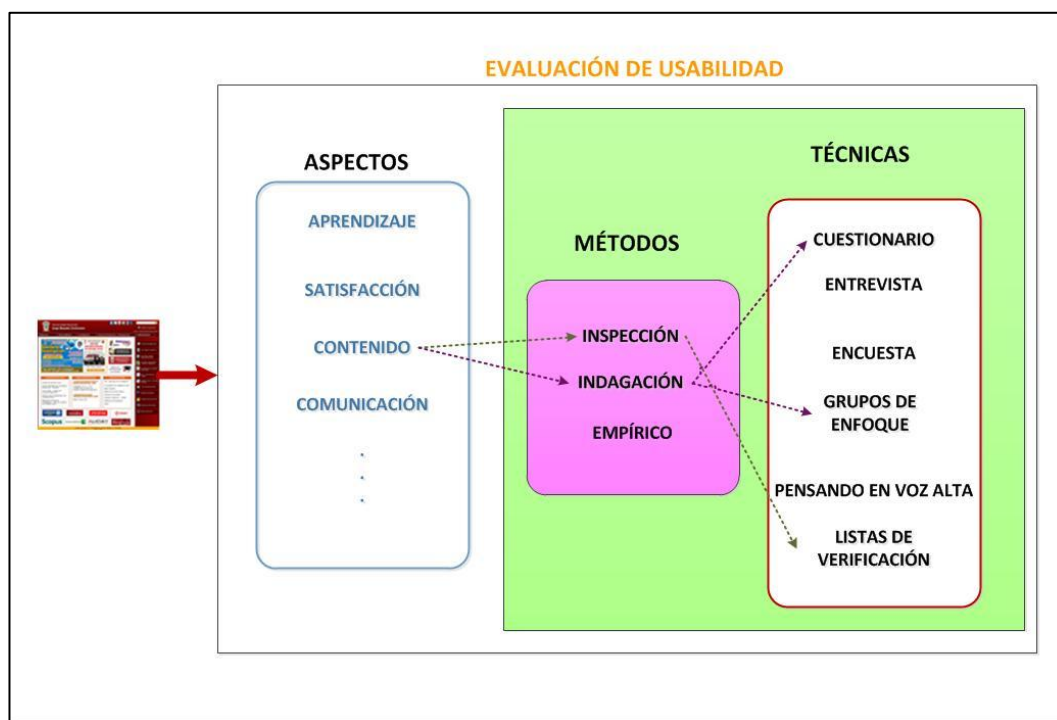 EVALUACIÓN DE USABILIDAD
ASPECTOS
APRENDIZAJE
SATISFACCIÓN
CONTENIDO
COMUNICACIÓN
.
.
.
MÉTODOS
INSPECCIÓN
INDAGACIÓN
EMPÍRICO
TÉCNICAS
CUESTIONARIO
ENTREVISTA
ENCUESTA
GRUPOS DE
ENFOQUE
PENSANDO EN VOZ ALTA
LISTAS DE
VERIFICACIÓN
Scopus